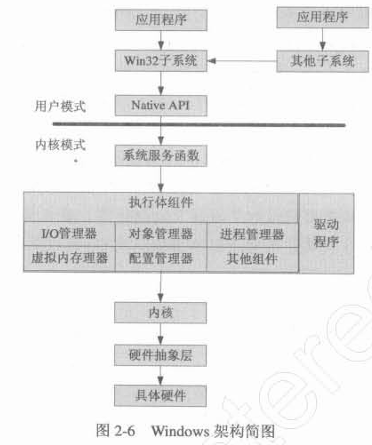 应用程序 应用程序
Win32子系统 其他子系统
用户模式 Native API
内核模式 系统服务函数
执行体组件 驱动程序
I/O管理器 对象管理器 进程管理器
虚拟内存理器 配置管理器 其他组件
内核
硬件抽象层
具体硬件
图 2-6 Windows 架构简图